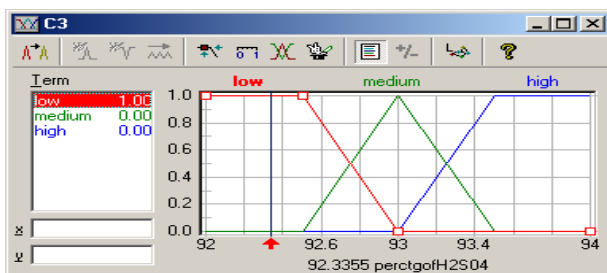 C3
Term
low 1.00
medium 0.00
high 0.00
x
y
low medium high
1.0
0.8
0.6
0.4
0.2
0.0
92 92.6 93 93.4 94
92.3355 perctgofH2S04